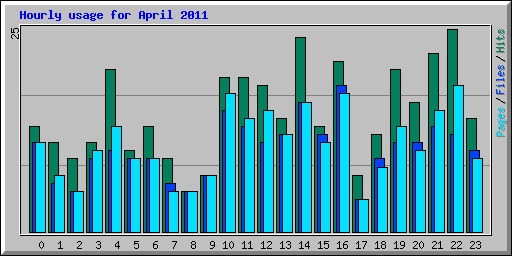 Hourly usage for April 2011
25
Pages/Files/Hits
0 1 2 3 4 5 6 7 8 9 10 11 12 13 14 15 16 17 18 19 20 21 22 23